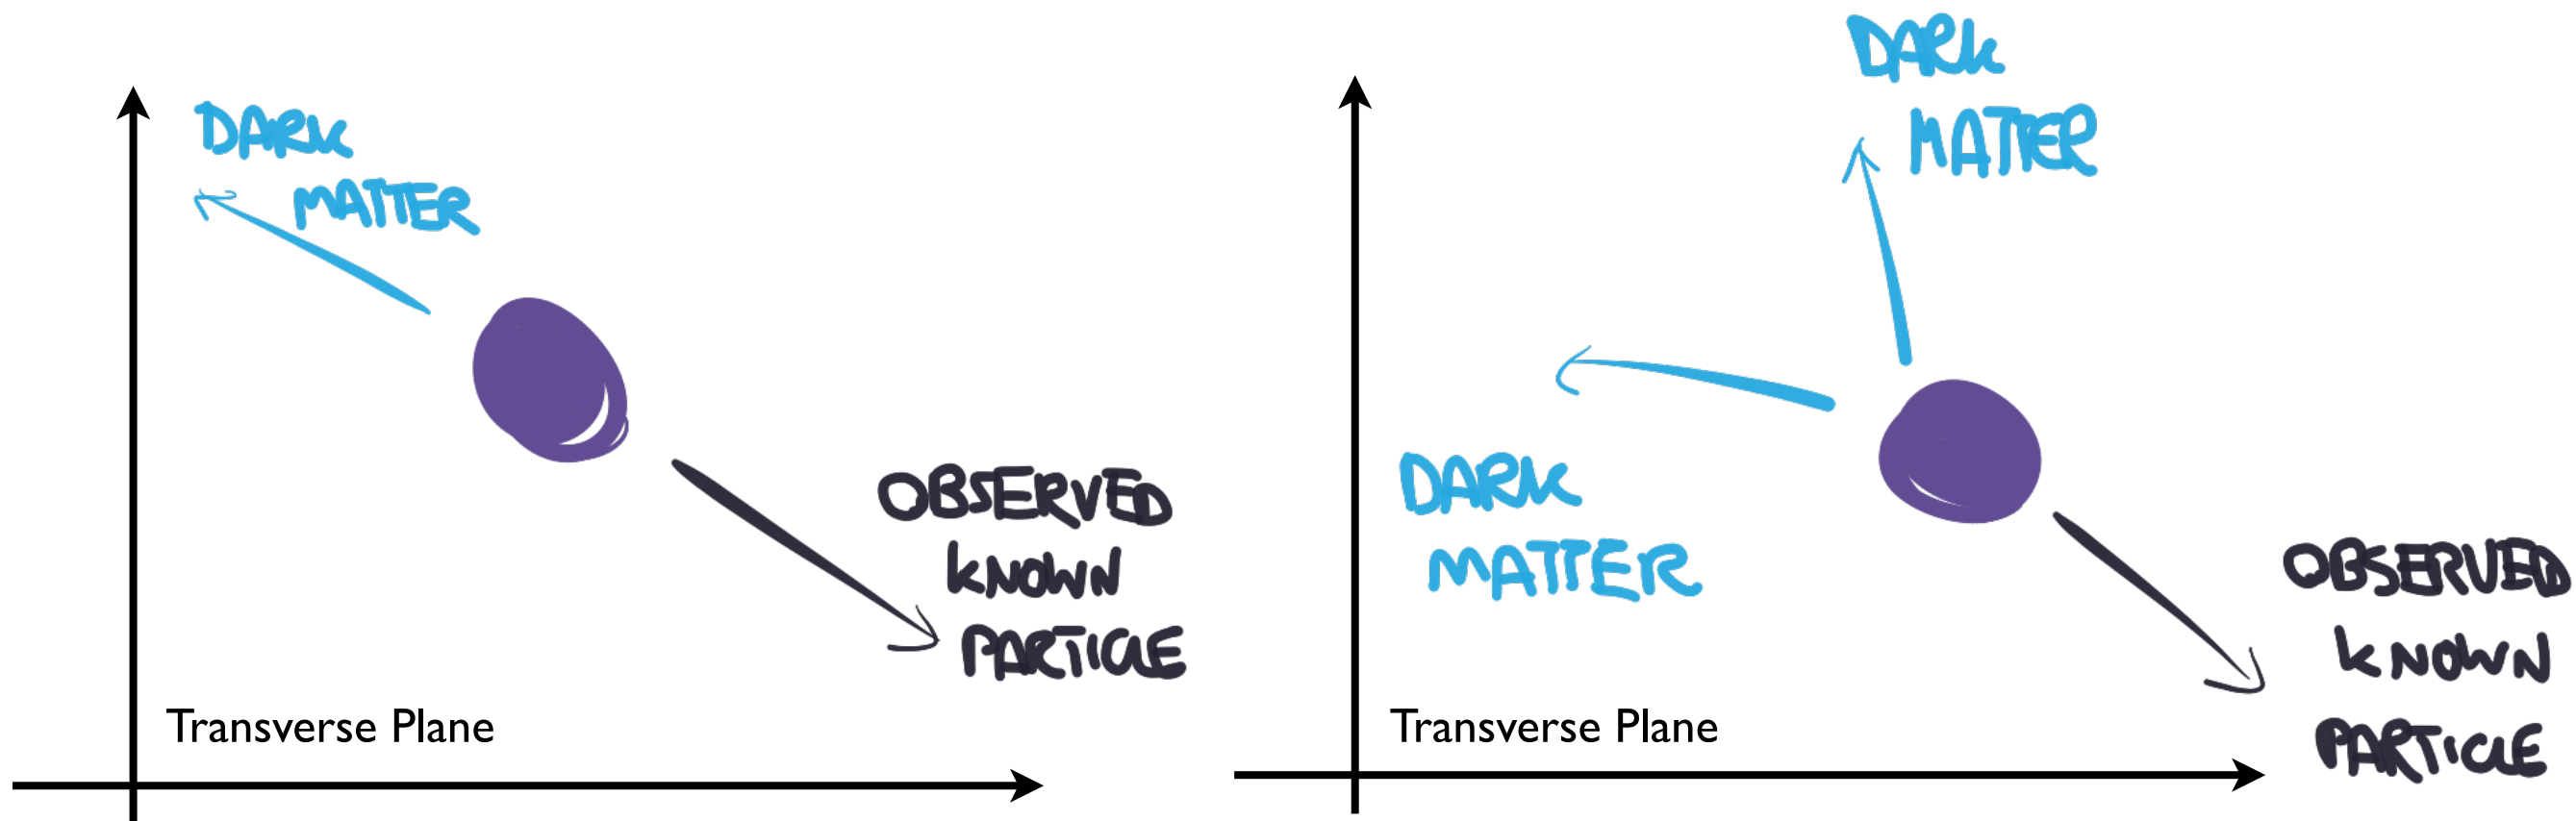 DARK
MATTER
OBSERVED
KNOWN
PARTICLE
Transverse Plane
DARK
MATTER
DARK
MATTER
OBSERVED
KNOWN
PARTICLE
Transverse Plane